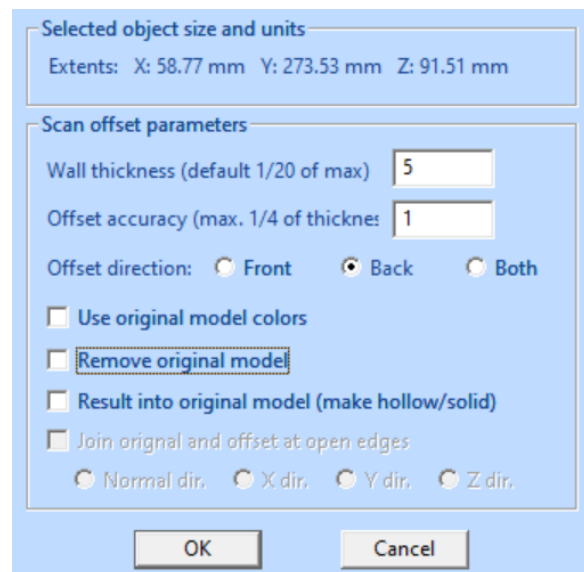 Selected object size and units
Extents: X: 58.77 mm Y: 273.53 mm Z: 91.51 mm
Scan offset parameters
Wall thickness (default 1/20 of max) 5
Offset accuracy (max. 1/4 of thicknes 1
Offset direction: Front Back Both
Use original model colors
Remove original model
Result into original model (make hollow/solid)
Join orignal and offset at open edges
Normal dir. X dir. Y dir. Z dir.
OK Cancel